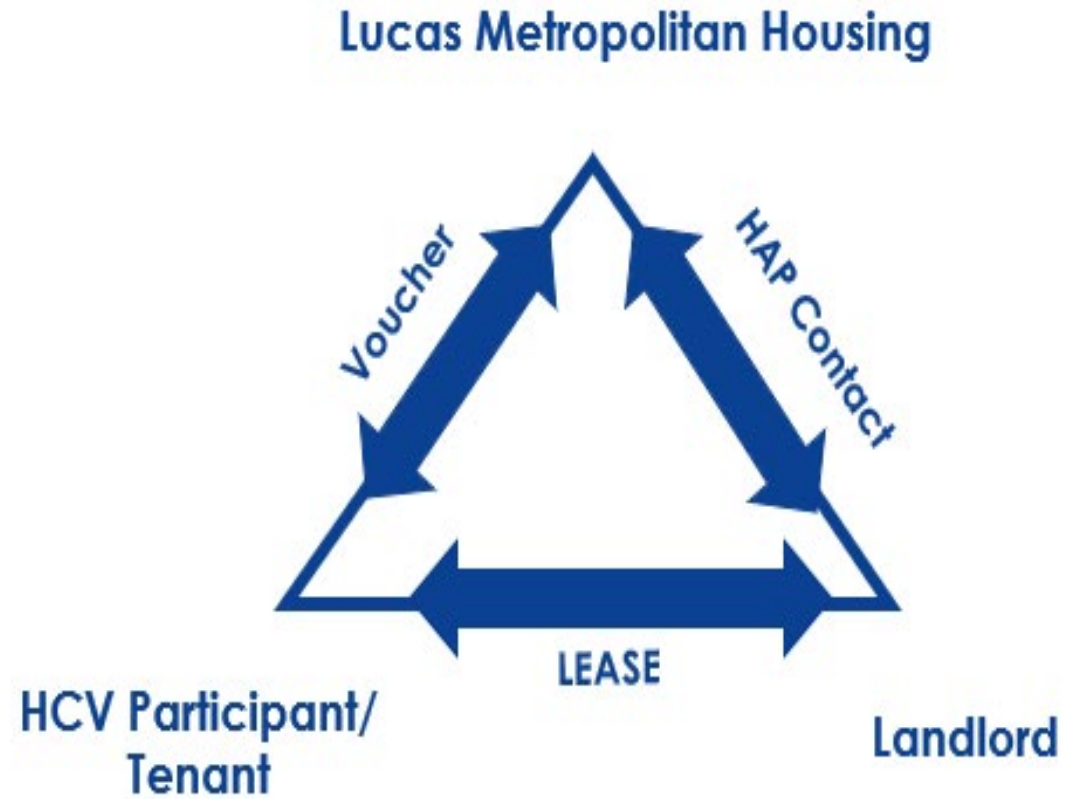 Lucas Metropolitan Housing
Voucher
HAP Contact
LEASE
HCV Participant/
Tenant
Landlord